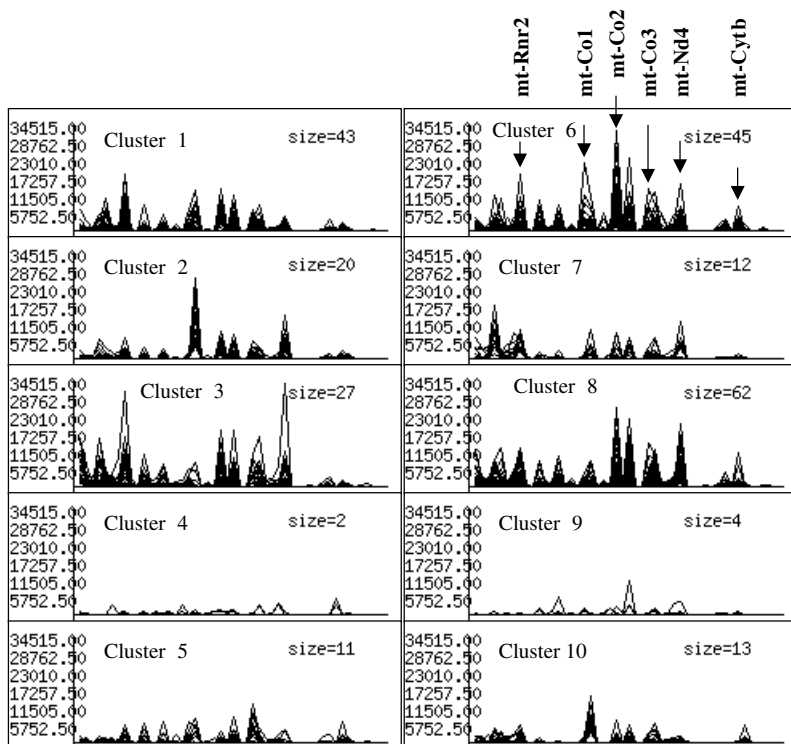 mt-Rnr2
mt-Co1
mt-Co2
mt-Co3
mt-Nd4
mt-Cytb
34515.00
28762.50
23010.00
17257.50
11505.00
5752.50
Cluster 1
size=43
34515.00
28762.50
23010.00
17257.50
11505.00
5752.50
Cluster 6
size=45
34515.00
28762.50
23010.00
17257.50
11505.00
5752.50
Cluster 2
size=20
34515.00
28762.50
23010.00
17257.50
11505.00
5752.50
Cluster 7
size=12
34515.00
28762.50
23010.00
17257.50
11505.00
5752.50
Cluster 3
size=27
34515.00
28762.50
23010.00
17257.50
11505.00
5752.50
Cluster 8
size=62
34515.00
28762.50
23010.00
17257.50
11505.00
5752.50
Cluster 4
size=2
34515.00
28762.50
23010.00
17257.50
11505.00
5752.50
Cluster 9
size=4
34515.00
28762.50
23010.00
17257.50
11505.00
5752.50
Cluster 5
size=11
34515.00
28762.50
23010.00
17257.50
11505.00
5752.50
Cluster 10
size=13